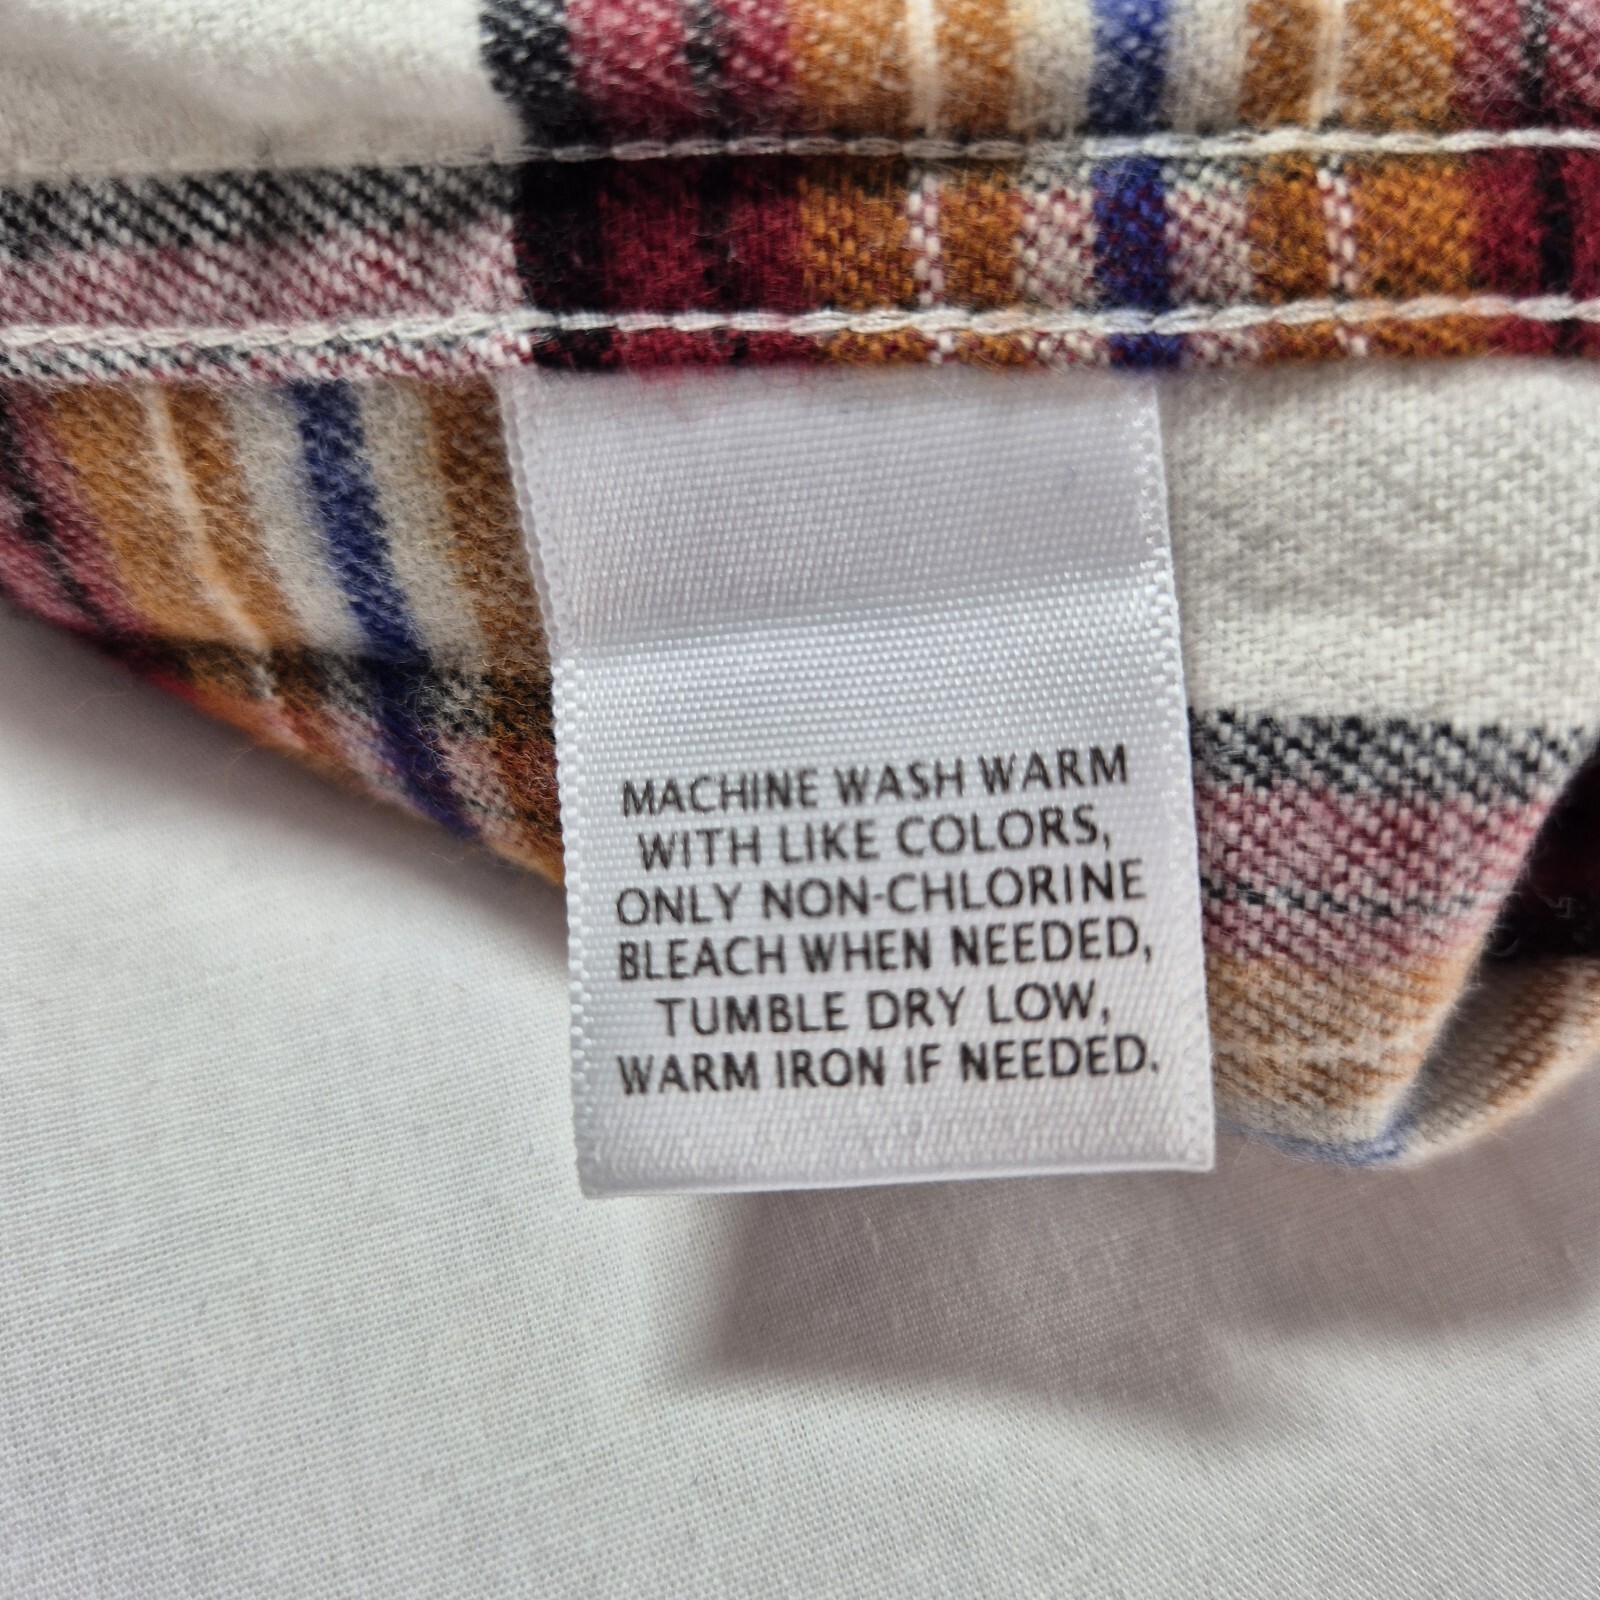 MACHINE WASH WARM
WITH LIKE COLORS,
ONLY NON-CHLORINE
BLEACH WHEN NEEDED,
TUMBLE DRY LOW,
WARM IRON IF NEEDED.